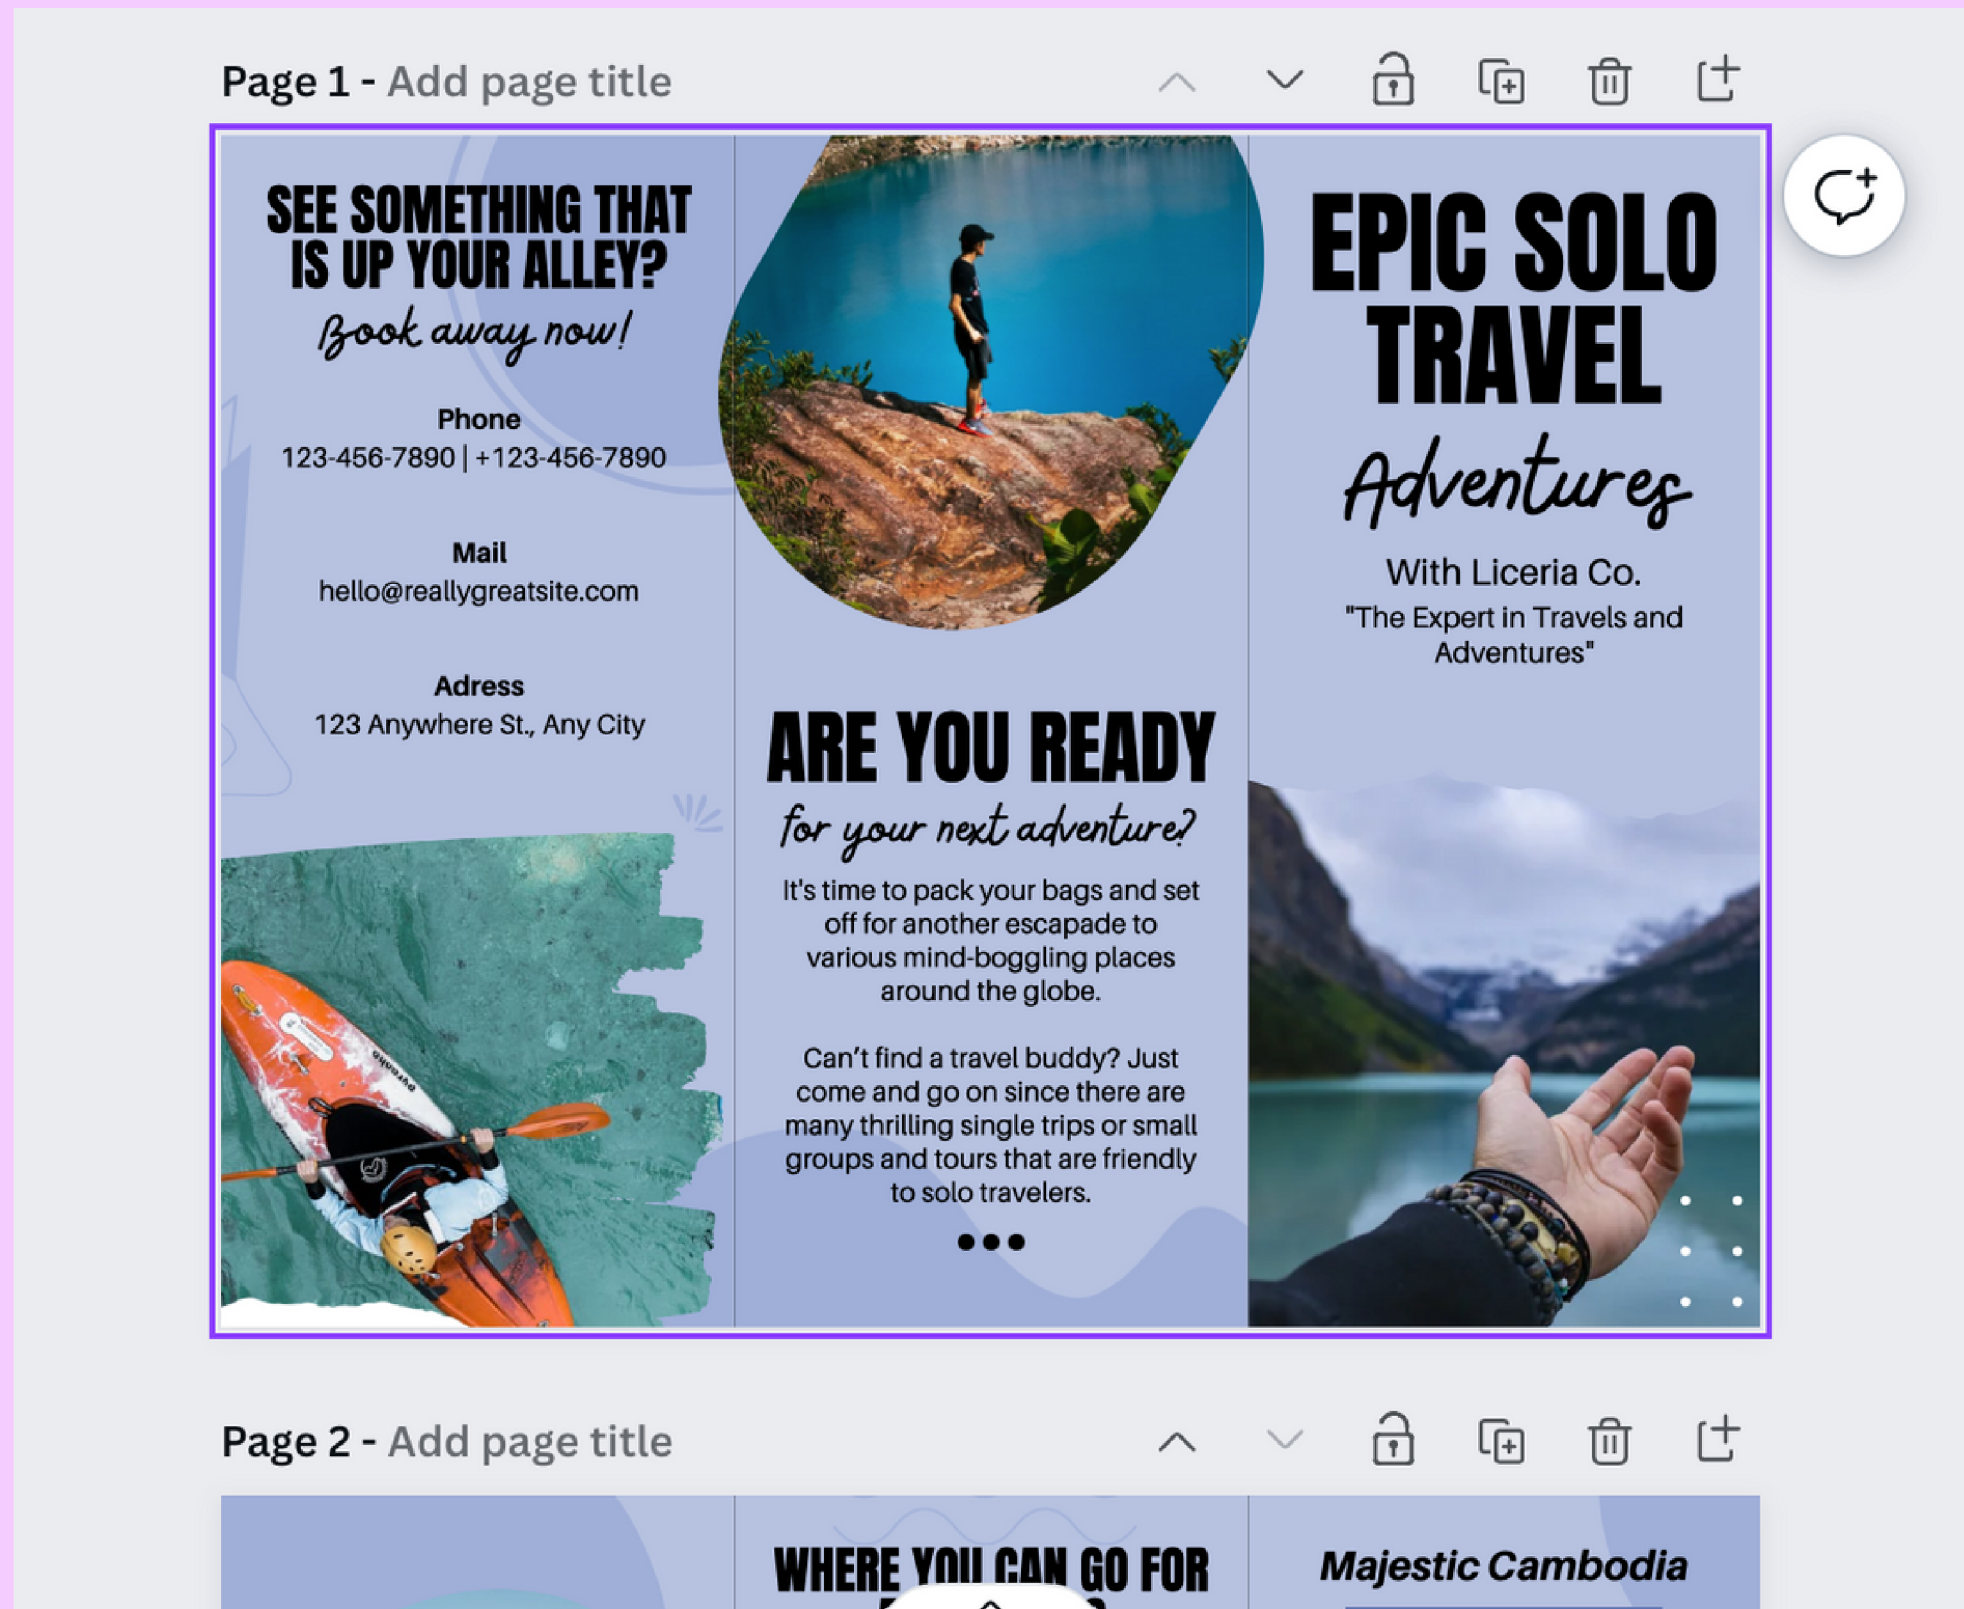 Page 1 - Add page title
SEE SOMETHING THAT
IS UP YOUR ALLEY?
Book away now!
Phone
123-456-7890 | +123-456-7890
Mail
hello@reallygreatsite.com
Adress
123 Anywhere St., Any City
pyranha
ARE YOU READY
for your next adventure?
It's time to pack your bags and set
off for another escapade to
various mind-boggling places
around the globe.
Can't find a travel buddy? Just
come and go on since there are
many thrilling single trips or small
groups and tours that are friendly
to solo travelers.
EPIC SOLO
TRAVEL
Adventures
With Liceria Co.
"The Expert in Travels and
Adventures"
Page 2 - Add page title
WHERE YOU CAN GO FOR
Majestic Cambodia